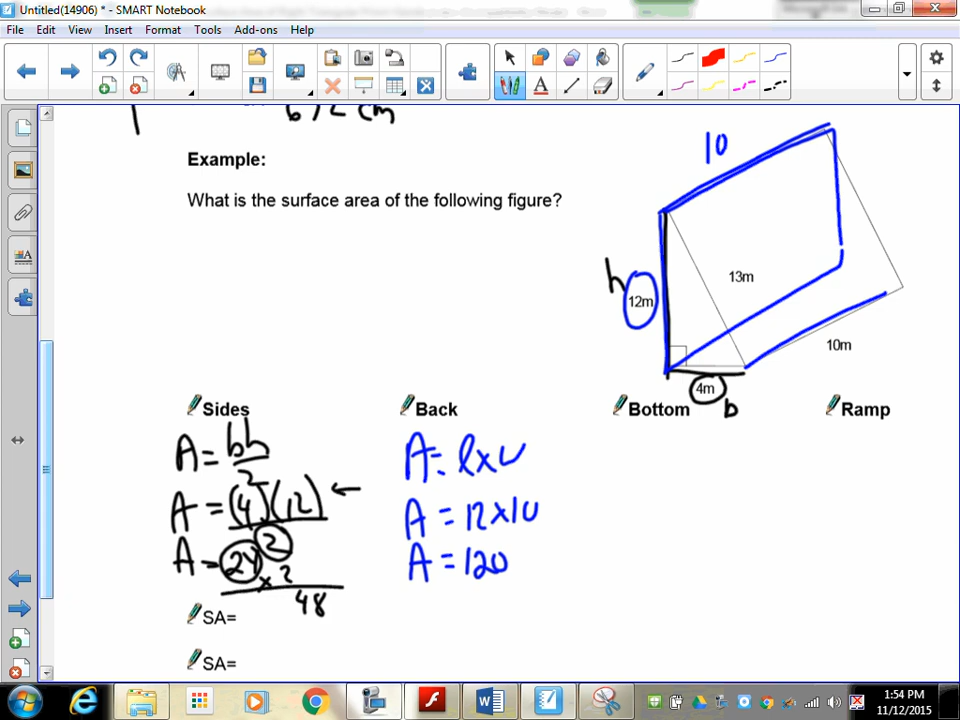 Untitled(14906) * - SMART Notebook
File Edit View Insert Format Tools Add-ons Help
672 cm
Example:
What is the surface area of the following figure?
10
h
12m
13m
10m
4m
b
Sides
Back
Bottom
Ramp
A = bh
2
A = (4)(12)
2
A = 24
x 2
48
A = l x w
A = 12 x 10
A = 120
SA=
SA=
1:54 PM
11/12/2015